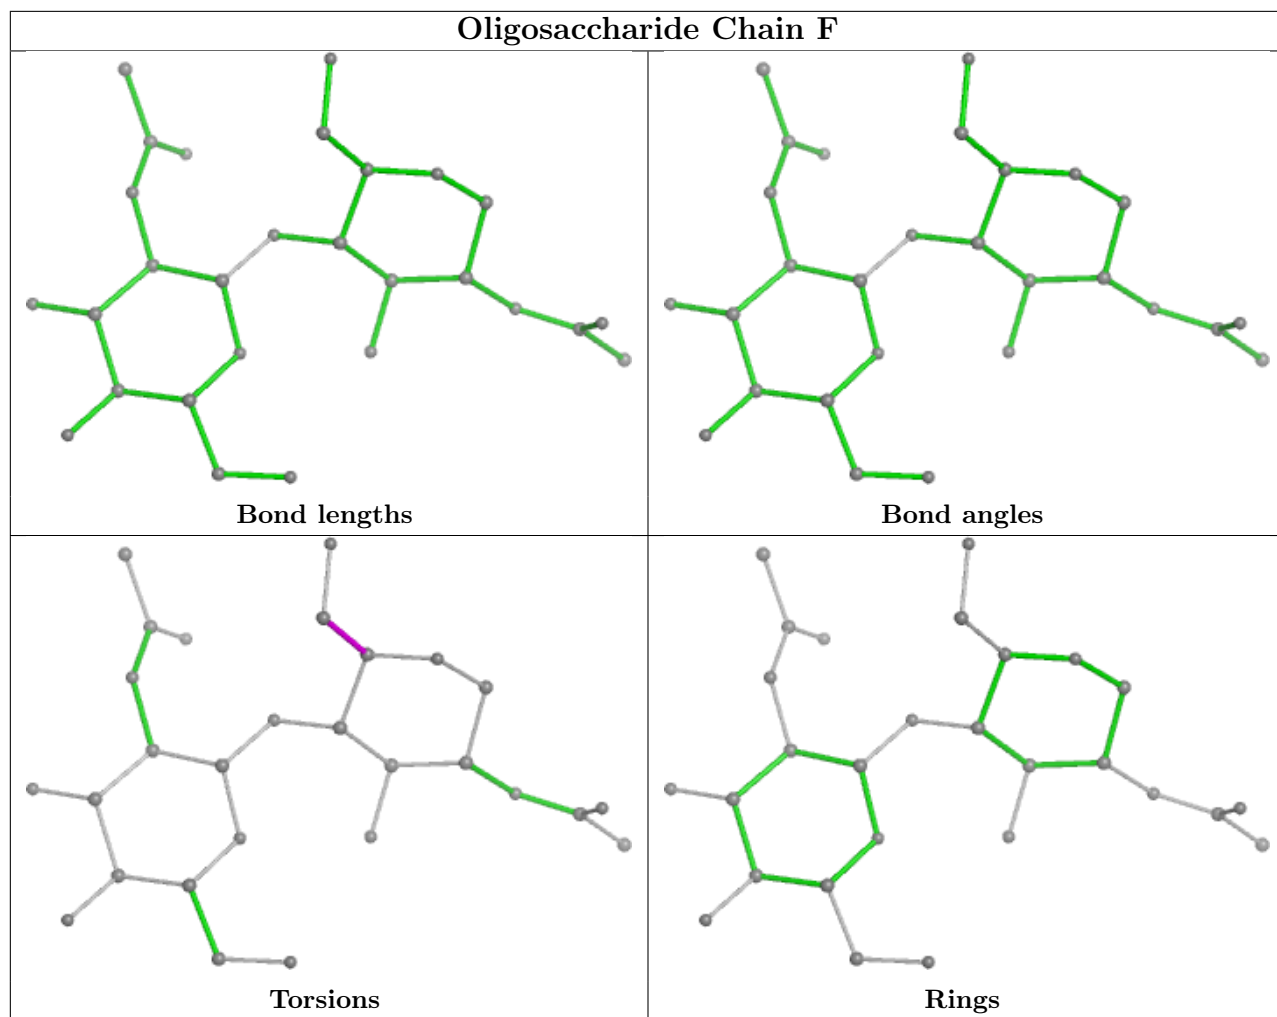 Oligosaccharide Chain F
Bond lengths
Bond angles
Torsions
Rings